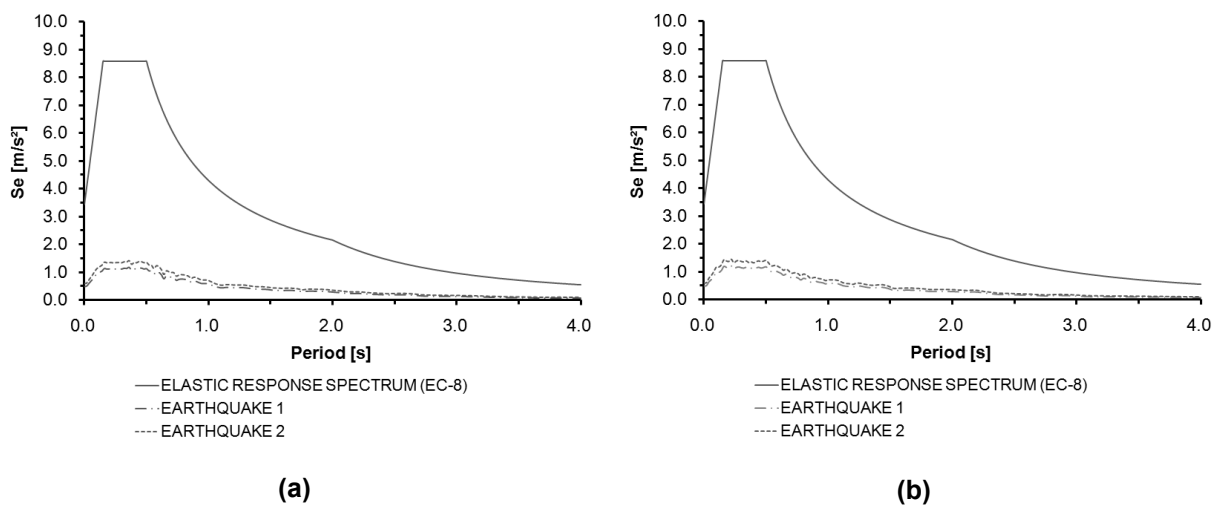 10.0
9.0
8.0
7.0
6.0
5.0
4.0
3.0
2.0
1.0
0.0
Se [m/s²]
0.0 1.0 2.0 3.0 4.0
Period [s]
ELASTIC RESPONSE SPECTRUM (EC-8)
EARTHQUAKE 1
EARTHQUAKE 2
(a)
10.0
9.0
8.0
7.0
6.0
5.0
4.0
3.0
2.0
1.0
0.0
Se [m/s²]
0.0 1.0 2.0 3.0 4.0
Period [s]
ELASTIC RESPONSE SPECTRUM (EC-8)
EARTHQUAKE 1
EARTHQUAKE 2
(b)